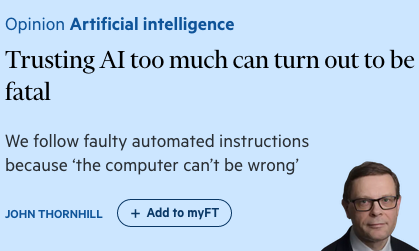 Opinion Artificial intelligence
Trusting AI too much can turn out to be
fatal
We follow faulty automated instructions
because ‘the computer can’t be wrong’
JOHN THORNHILL + Add to myFT